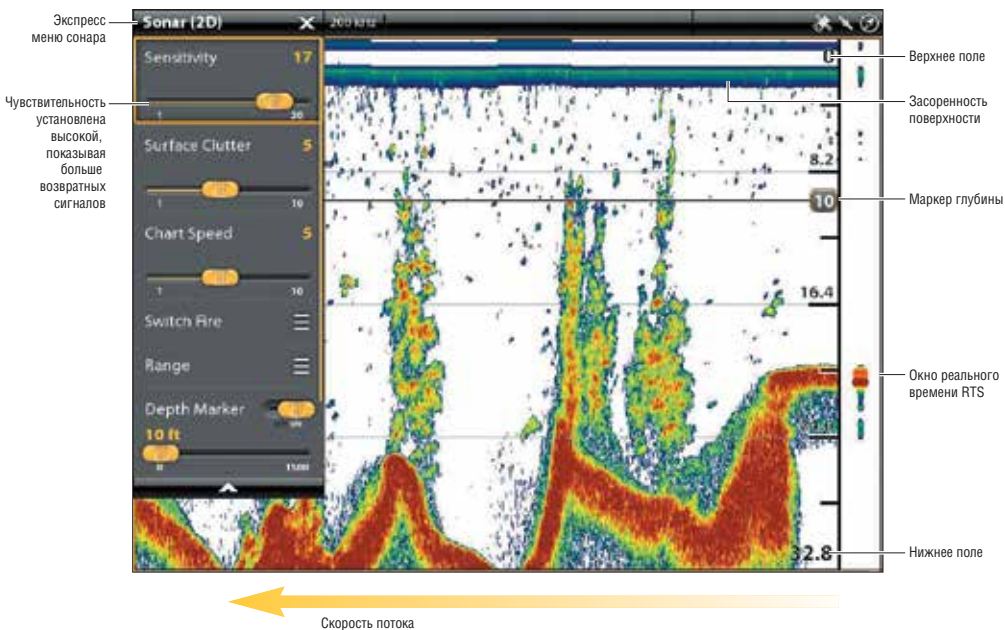 Экспресс
меню сонара
Чувствительность
установлена
высокой,
показывая
больше
возвратных
сигналов
Sonar (2D)
Sensitivity 17
1 20
Surface Clutter 5
1 10
Chart Speed 5
1 10
Switch Fire
Range
Depth Marker
10 ft
0 1500
200 kHz
0
8.2
10
16.4
32.8
Верхнее поле
Засоренность
поверхности
Маркер глубины
Окно реального
времени RTS
Нижнее поле
Скорость потока